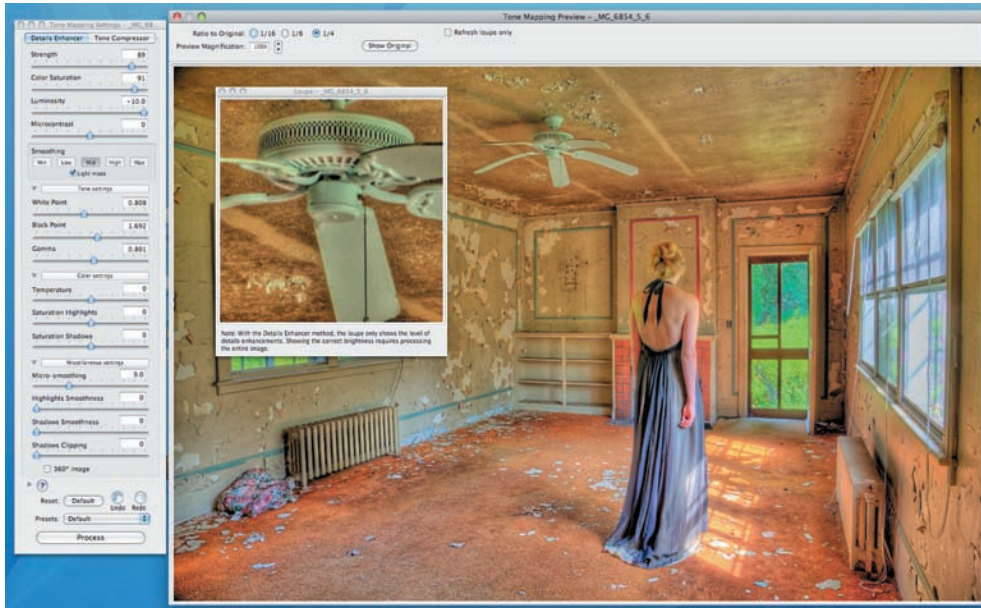 Tone Mapping Settings - _MG_68...
Details Enhancer Tone Compressor
Strength 89
Color Saturation 91
Luminosity +10.0
Microcontrast 0
Smoothing
Min Low Mid High Max
Light mode
Tone settings
White Point 0.808
Black Point 1.692
Gamma 0.801
Color settings
Temperature 0
Saturation Highlights 0
Saturation Shadows 0
Miscellaneous settings
Micro-smoothing 9.0
Highlights Smoothness 0
Shadows Smoothness 0
Shadows Clipping 0
360° image
?
Reset: Default
Undo Redo
Presets: Default
Process
Tone Mapping Preview - _MG_6854_5_6
Ratio to Original: 1/16 1/8 1/4
Refresh loupe only
Preview Magnification: 100%
Show Original
Loupe - _MG_6854_5_6
Note: With the Details Enhancer method, the loupe only shows the level of
details enhancements. Showing the correct brightness requires processing
the entire image.